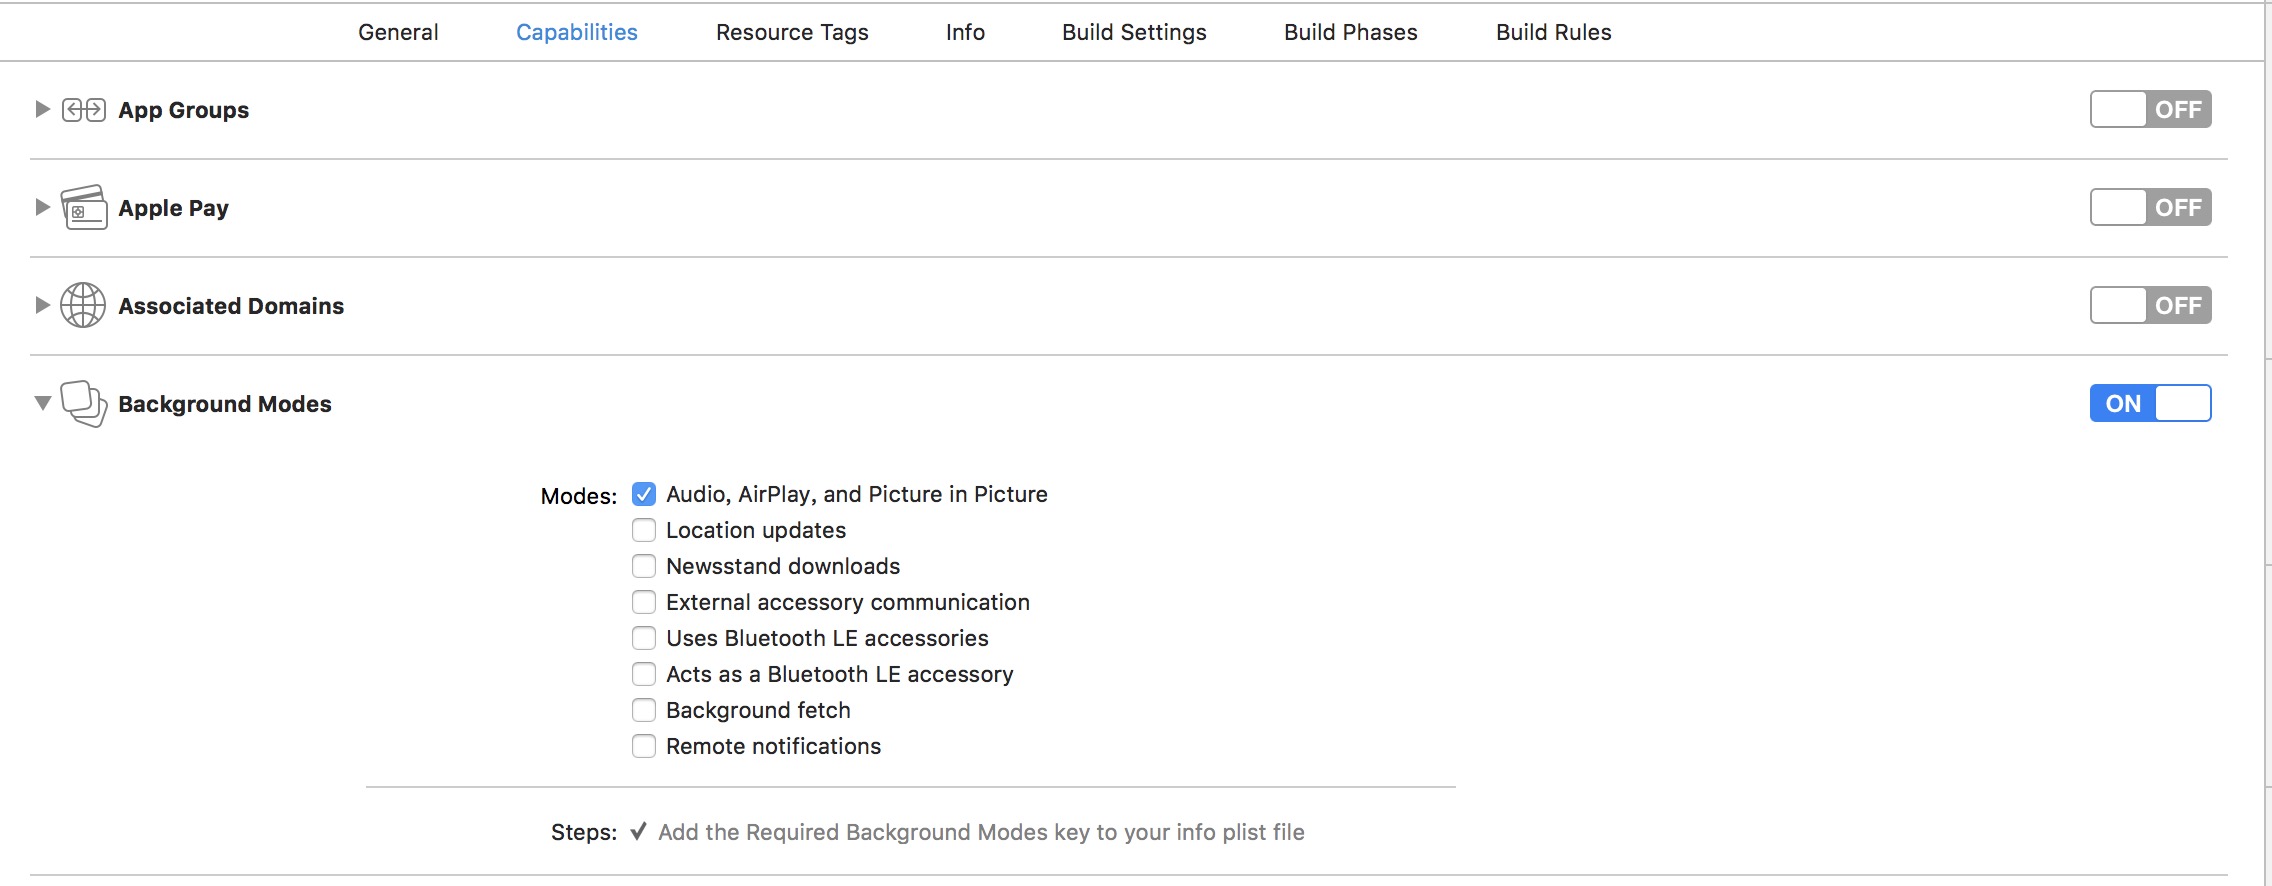 General Capabilities Resource Tags Info Build Settings Build Phases Build Rules
App Groups OFF
Apple Pay OFF
Associated Domains OFF
Background Modes ON
Modes: Audio, AirPlay, and Picture in Picture
Location updates
Newsstand downloads
External accessory communication
Uses Bluetooth LE accessories
Acts as a Bluetooth LE accessory
Background fetch
Remote notifications
Steps: ✓ Add the Required Background Modes key to your info plist file